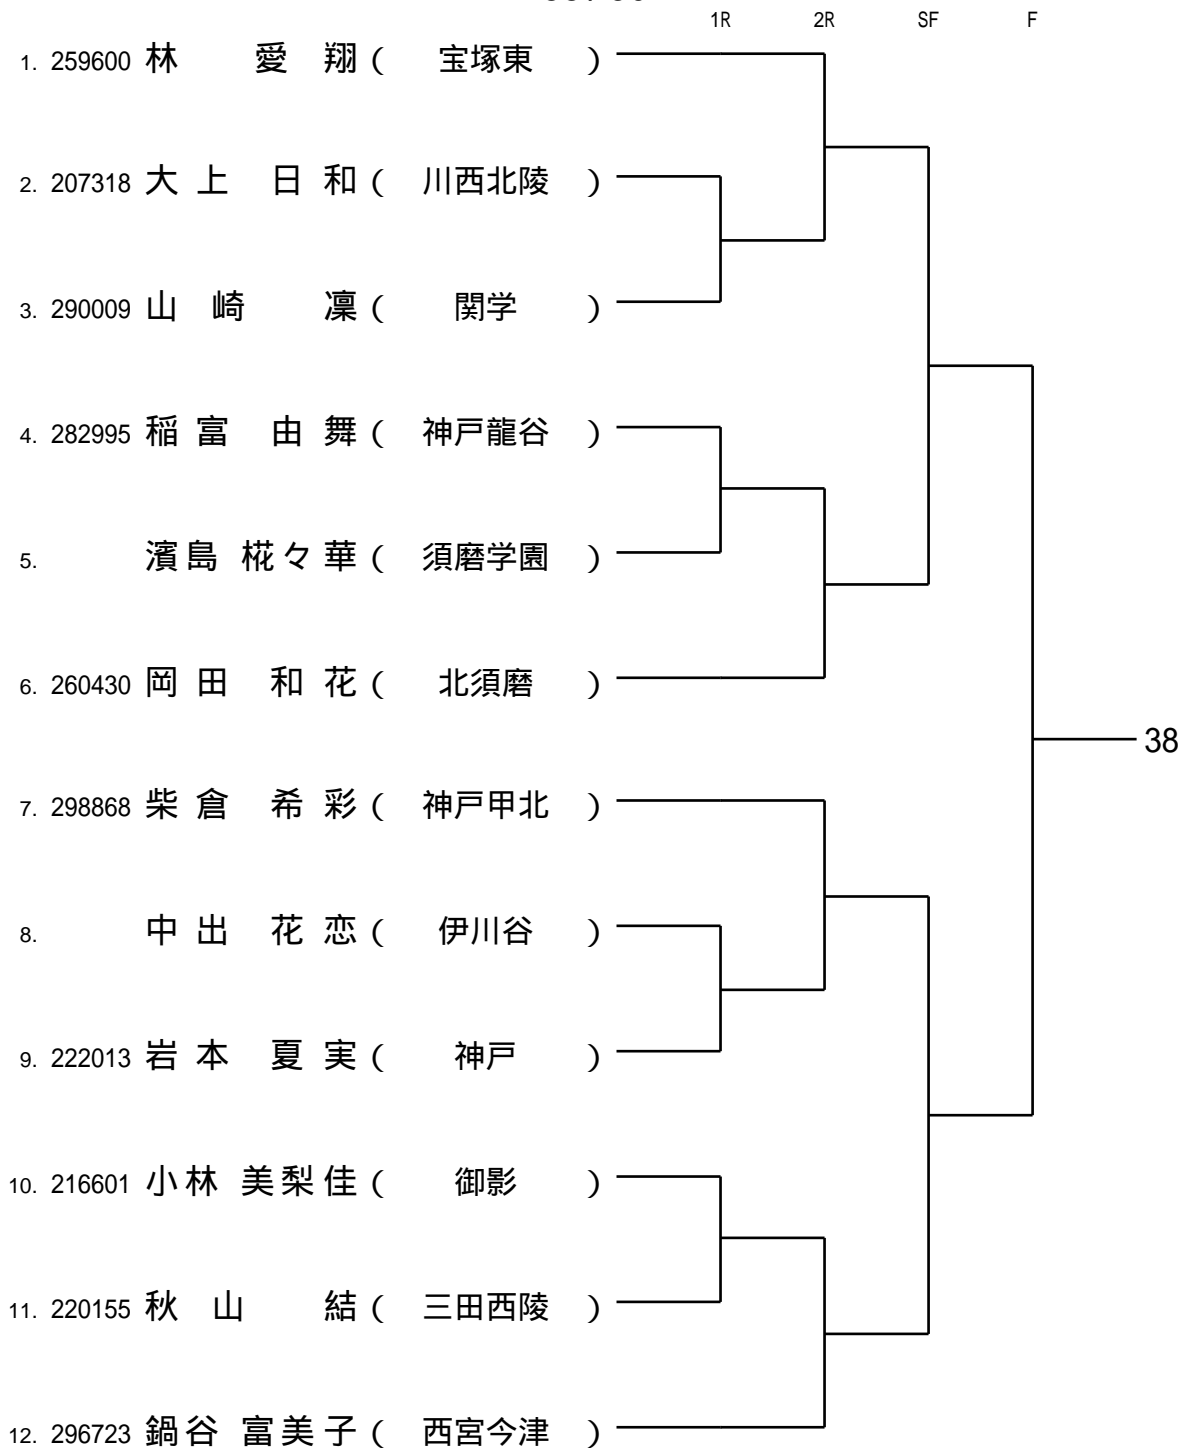 1R 2R SF F
1. 259600 林 愛 翔 ( 宝塚東 )
2. 207318 大 上 日 和 ( 川西北陵 )
3. 290009 山 崎 凜 ( 関学 )
4. 282995 稲 富 由 舞 ( 神戸龍谷 )
5. 濱島 椛々華 ( 須磨学園 )
6. 260430 岡 田 和 花 ( 北須磨 )
38
7. 298868 柴 倉 希 彩 ( 神戸甲北 )
8. 中 出 花 恋 ( 伊川谷 )
9. 222013 岩 本 夏 実 ( 神戸 )
10. 216601 小林 美梨佳 ( 御影 )
11. 220155 秋 山 結 ( 三田西陵 )
12. 296723 鍋谷 富美子 ( 西宮今津 )